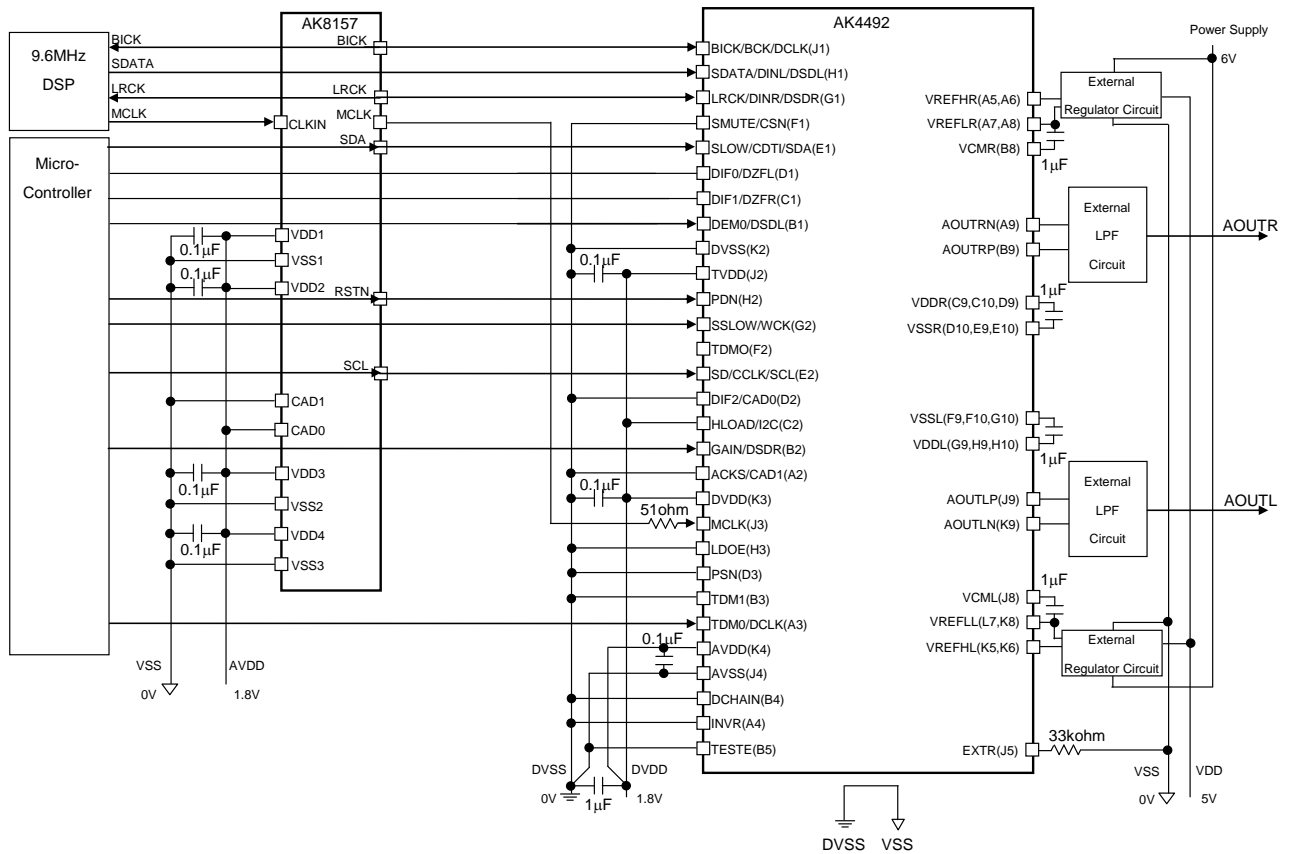 AK8157
AK4492
9.6MHz
DSP
BICK
SDATA
LRCK
MCLK
BICK
LRCK
MCLK
CLKIN
SDA
Micro-
Controller
VDD1
0.1µF
VSS1
0.1µF
VDD2
RSTN
SCL
CAD1
CAD0
VDD3
0.1µF
VSS2
VDD4
0.1µF
VSS3
VSS
0V
AVDD
1.8V
BICK/BCK/DCLK(J1)
SDATA/DINL/DSDL(H1)
LRCK/DINR/DSDR(G1)
SMUTE/CSN(F1)
SLOW/CDTI/SDA(E1)
DIF0/DZFL(D1)
DIF1/DZFR(C1)
DEM0/DSDL(B1)
DVSS(K2)
0.1µF
TVDD(J2)
PDN(H2)
SSLOW/WCK(G2)
TDMO(F2)
SD/CCLK/SCL(E2)
DIF2/CAD0(D2)
HLOAD/I2C(C2)
GAIN/DSDR(B2)
ACKS/CAD1(A2)
0.1µF
DVDD(K3)
51ohm
MCLK(J3)
LDOE(H3)
PSN(D3)
TDM1(B3)
TDM0/DCLK(A3)
0.1µF
AVDD(K4)
AVSS(J4)
DCHAIN(B4)
INVR(A4)
TESTE(B5)
DVSS
0V
1µF
DVDD
1.8V
Power Supply
6V
External
Regulator Circuit
VREFHR(A5,A6)
VREFLR(A7,A8)
VCMR(B8)
1µF
External
LPF
Circuit
AOUTRN(A9)
AOUTRP(B9)
AOUTR
1µF
VDDR(C9,C10,D9)
VSSR(D10,E9,E10)
VSSL(F9,F10,G10)
VDDL(G9,H9,H10)
1µF
External
LPF
Circuit
AOUTLP(J9)
AOUTLN(K9)
AOUTL
1µF
VCML(J8)
VREFLL(L7,K8)
VREFHL(K5,K6)
External
Regulator Circuit
EXTR(J5)
33kohm
VSS
0V
VDD
5V
DVSS
VSS